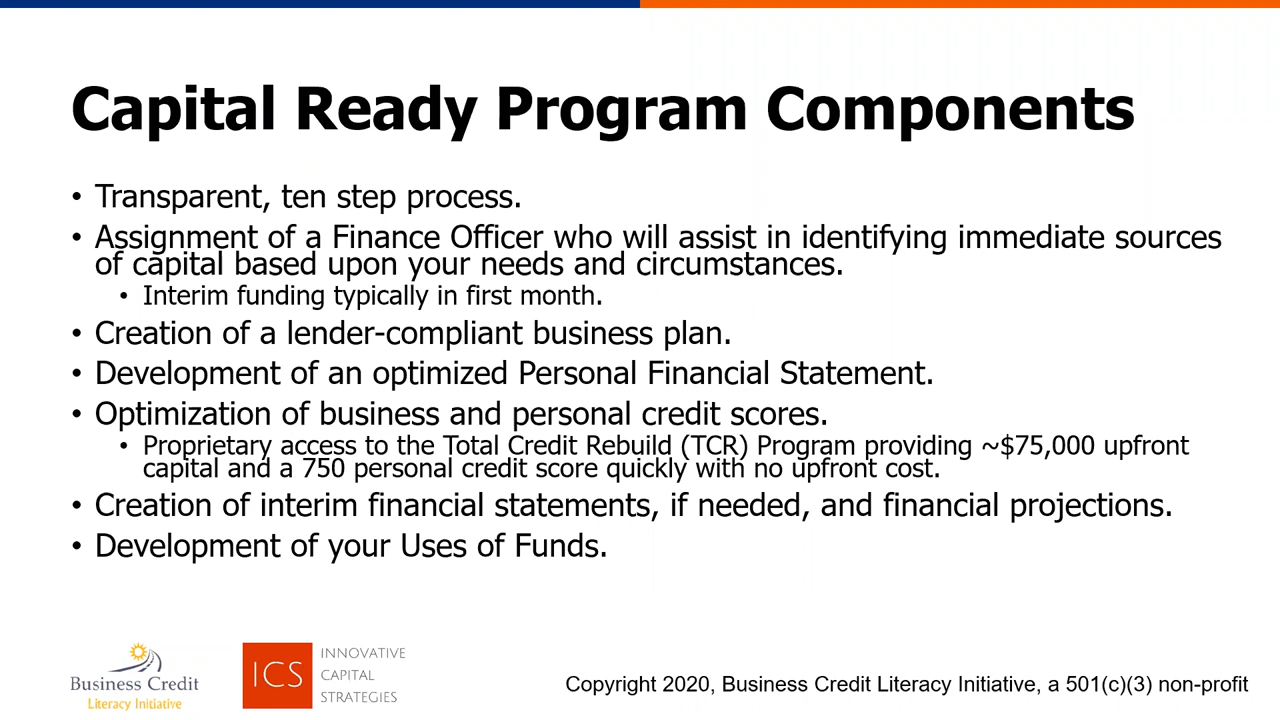 Capital Ready Program Components
• Transparent, ten step process.
• Assignment of a Finance Officer who will assist in identifying immediate sources
of capital based upon your needs and circumstances.
• Interim funding typically in first month.
• Creation of a lender-compliant business plan.
• Development of an optimized Personal Financial Statement.
• Optimization of business and personal credit scores.
• Proprietary access to the Total Credit Rebuild (TCR) Program providing ~$75,000 upfront
capital and a 750 personal credit score quickly with no upfront cost.
• Creation of interim financial statements, if needed, and financial projections.
• Development of your Uses of Funds.
Business Credit
Literacy Initiative
ICS
INNOVATIVE
CAPITAL
STRATEGIES
Copyright 2020, Business Credit Literacy Initiative, a 501(c)(3) non-profit